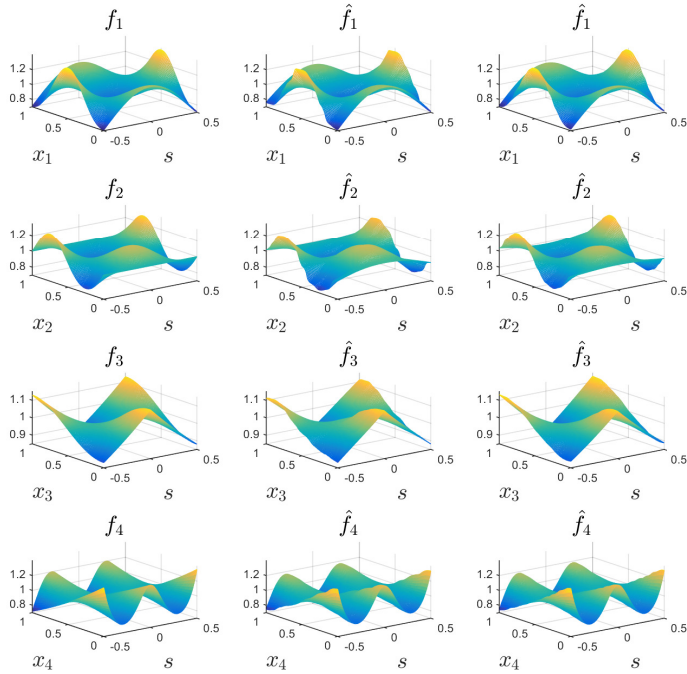 f₁ f̂₁ f̂₁
1.2 1.2 1.2
1 1 1
0.8 0.8 0.8
1 0.5 1 0.5 1 0.5
0.5 0 0.5 0 0.5 0
0 -0.5 0 -0.5 0 -0.5
x₁ s x₁ s x₁ s
f₂ f̂₂ f̂₂
1.2 1.2 1.2
1 1 1
0.8 0.8 0.8
1 0.5 1 0.5 1 0.5
0.5 0 0.5 0 0.5 0
0 -0.5 0 -0.5 0 -0.5
x₂ s x₂ s x₂ s
f₃ f̂₃ f̂₃
1.1 1.1 1.1
1 1 1
0.9 0.9 0.9
1 0.5 1 0.5 1 0.5
0.5 0 0.5 0 0.5 0
0 -0.5 0 -0.5 0 -0.5
x₃ s x₃ s x₃ s
f₄ f̂₄ f̂₄
1.2 1.2 1.2
1 1 1
0.8 0.8 0.8
1 0.5 1 0.5 1 0.5
0.5 0 0.5 0 0.5 0
0 -0.5 0 -0.5 0 -0.5
x₄ s x₄ s x₄ s